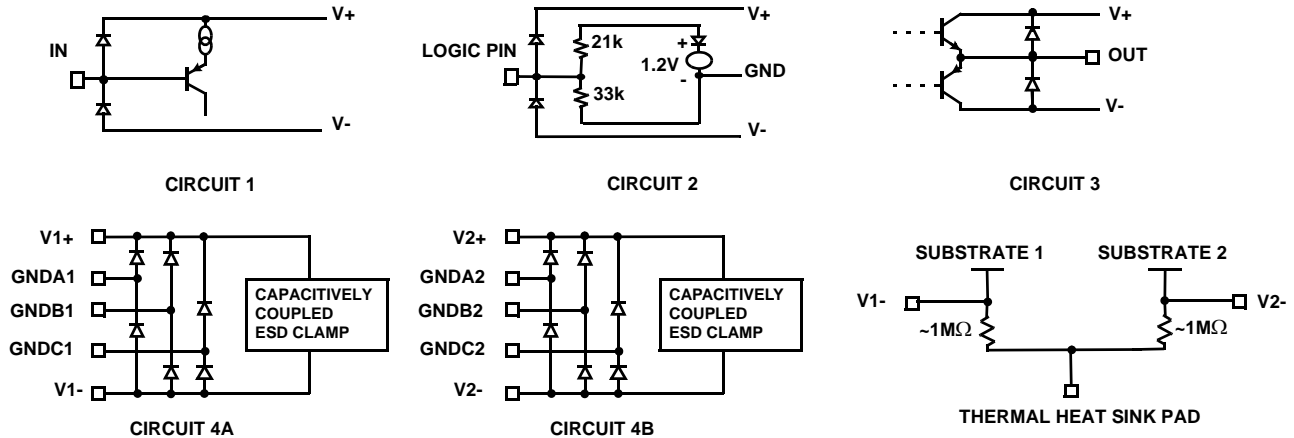 V+
IN
V-
CIRCUIT 1
V+
LOGIC PIN
21k
+
1.2V
-
GND
33k
V-
CIRCUIT 2
V+
OUT
V-
CIRCUIT 3
V1+
GNDA1
GNDB1
GNDC1
V1-
CAPACITIVELY
COUPLED
ESD CLAMP
CIRCUIT 4A
V2+
GNDA2
GNDB2
GNDC2
V2-
CAPACITIVELY
COUPLED
ESD CLAMP
CIRCUIT 4B
SUBSTRATE 1
SUBSTRATE 2
V1-
V2-
~1MΩ
~1MΩ
THERMAL HEAT SINK PAD